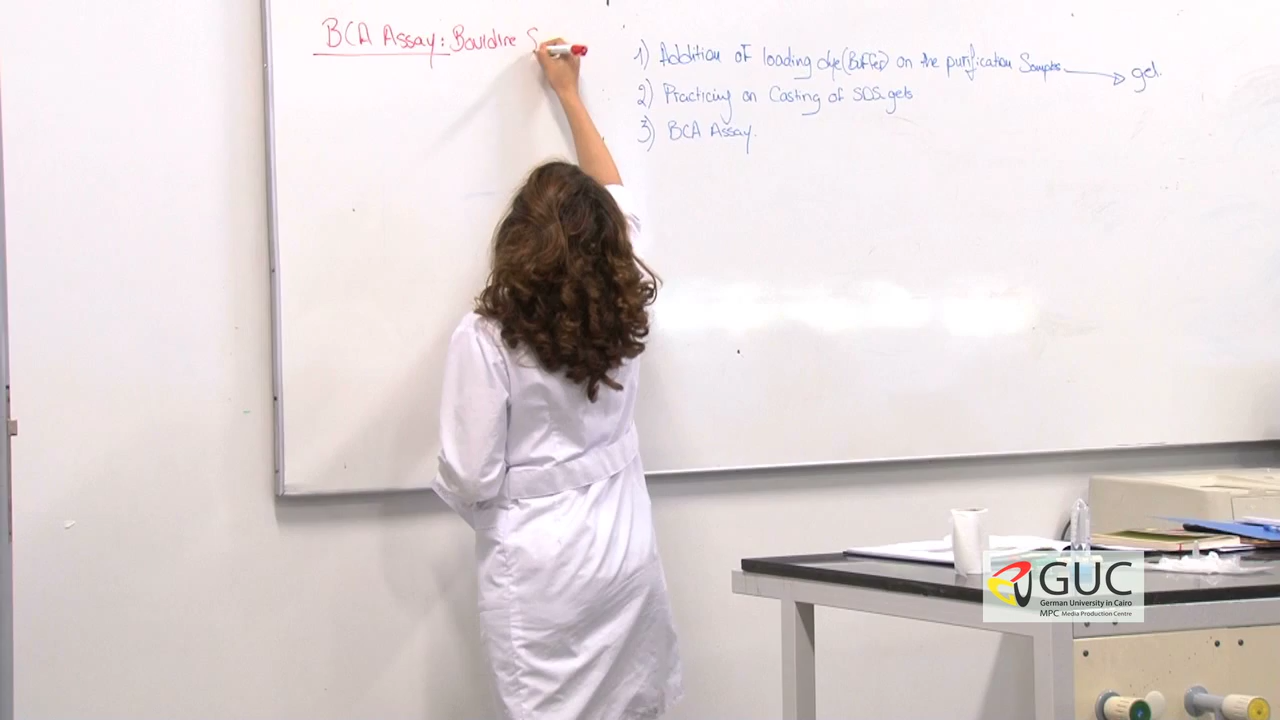 BCA Assay: Bovidine S
1) Addition of loading dye (Buffer) on the purification Samples → gel.
2) Practicing on Casting of SDS gels
3) BCA Assay.
GUC
German University in Cairo
MPC Media Production Centre